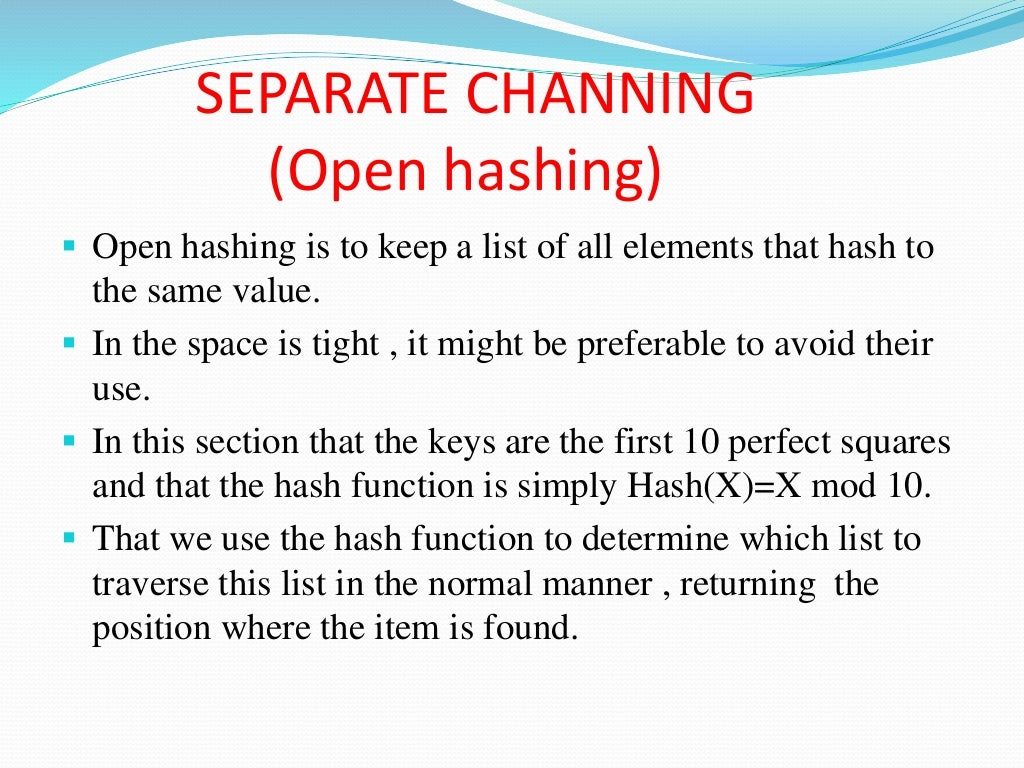 SEPARATE CHANNING
(Open hashing)
Open hashing is to keep a list of all elements that hash to
the same value.
In the space is tight , it might be preferable to avoid their
use.
In this section that the keys are the first 10 perfect squares
and that the hash function is simply Hash(X)=X mod 10.
That we use the hash function to determine which list to
traverse this list in the normal manner , returning  the
position where the item is found.